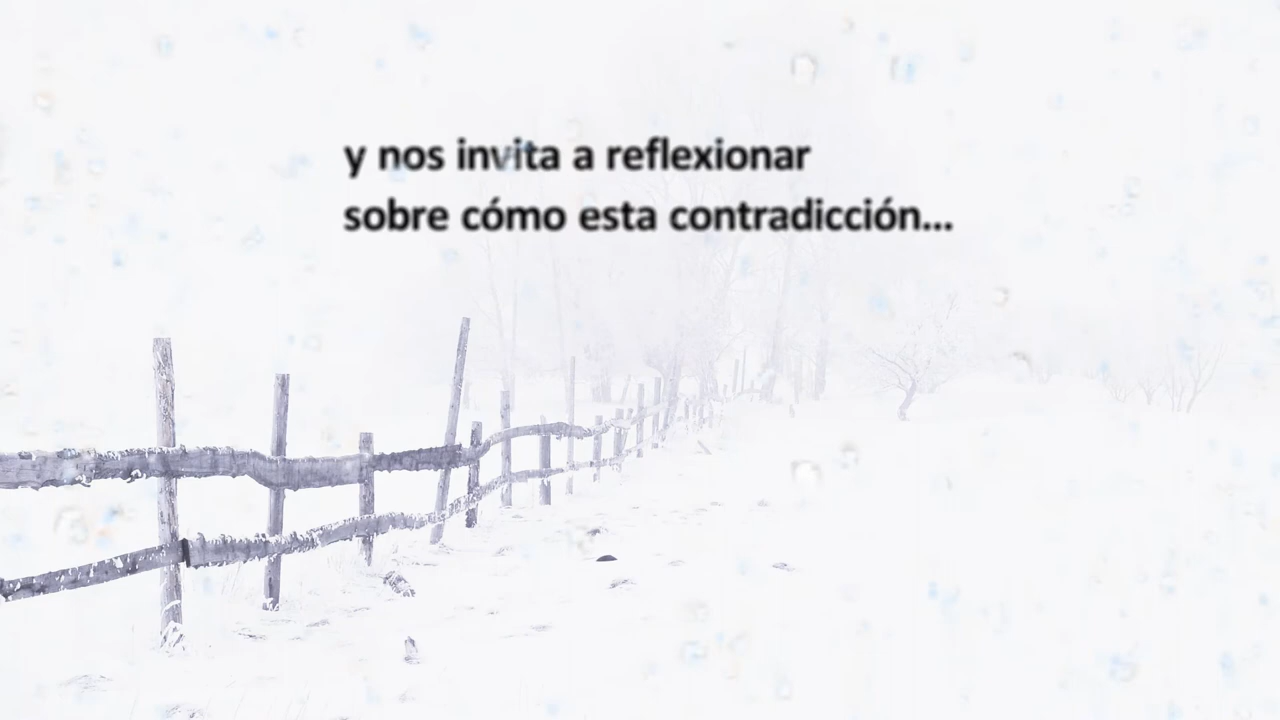 y nos invita a reflexionar
sobre cómo esta contradicción...